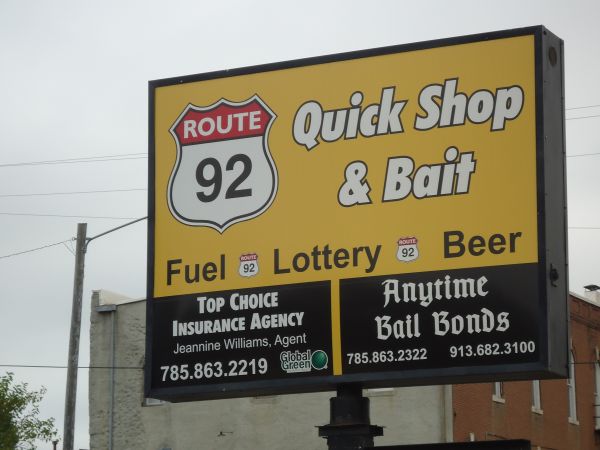 ROUTE
92
Quick Shop
& Bait
Fuel ROUTE 92 Lottery ROUTE 92 Beer
TOP CHOICE
INSURANCE AGENCY
Jeannine Williams, Agent
785.863.2219 Global Green
Anytime
Bail Bonds
785.863.2322 913.682.3100